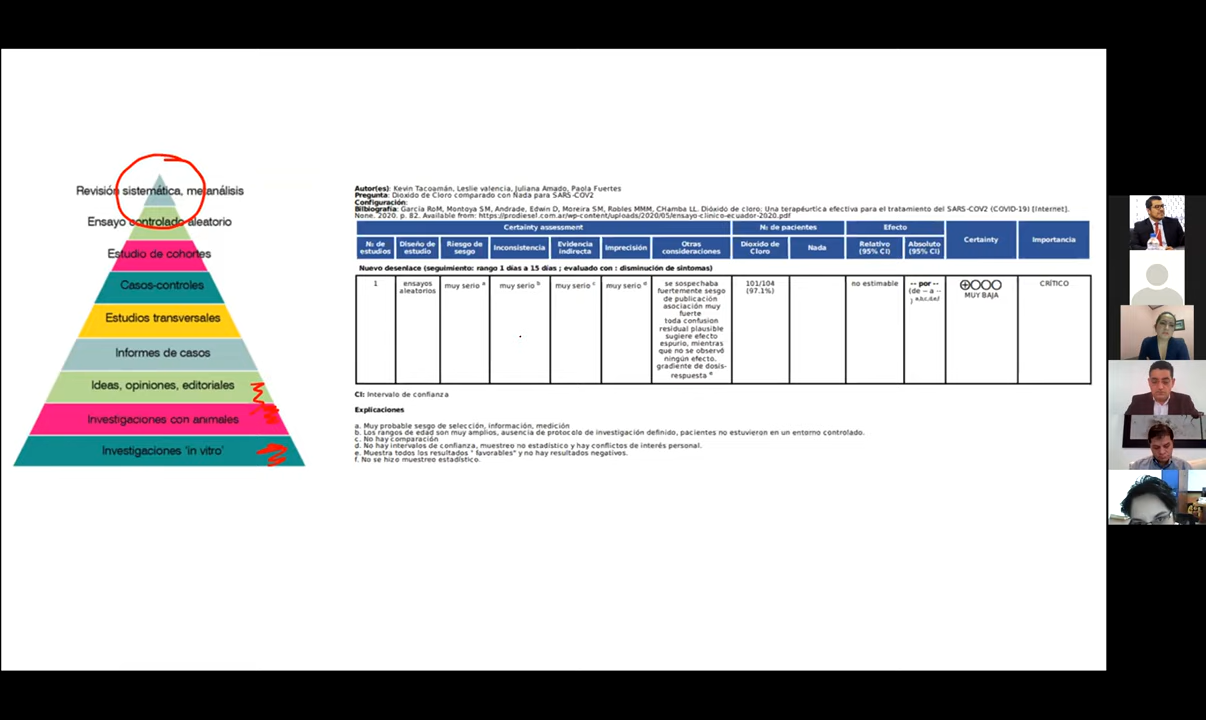 Revisión sistemática, metanálisis
Ensayo controlado aleatorio
Estudio de cohortes
Casos-controles
Estudios transversales
Informes de casos
Ideas, opiniones, editoriales
Investigaciones con animales
Investigaciones 'in vitro'
Autor(es): Kevin Tacoamán, Leslie valencia, Juliana Amado, Paola Fuertes
Pregunta: Dioxido de Cloro comparado con Nada para SARS-COV2
Configuración:
Bilbiografía: García RoM, Montoya SM, Andrade, Edwin D, Moreira SM, Robles MMM, CHamba LL. Dióxido de cloro: Una terapéurtica efectiva para el tratamiento del SARS-COV2 (COVID-19) [Internet].
None. 2020. p. 82. Available from: https://prodiesel.com.ar/wp-content/uploads/2020/05/ensayo-clinico-ecuador-2020.pdf
Certainty assessment
№ de pacientes
Efecto
Certainty
Importancia
№ de
estudios
Diseño de
estudio
Riesgo de
sesgo
Inconsistencia
Evidencia
indirecta
Imprecisión
Otras
consideraciones
Dioxido de
Cloro
Nada
Relativo
(95% CI)
Absoluto
(95% CI)
Nuevo desenlace (seguimiento: rango 1 días a 15 días ; evaluado con : disminución de sintomas)
1
ensayos
aleatorios
muy serio a
muy serio b
muy serio c
muy serio d
se sospechaba
fuertemente sesgo
de publicación
asociación muy
fuerte
toda confusion
residual plausible
sugiere efecto
espurio, mientras
que no se observó
ningún efecto.
gradiente de dosis-
respuesta e
101/104
(97.1%)
no estimable
-- por --
(de -- a --
) a,b,c,d,e,f
⨁◯◯◯
MUY BAJA
CRÍTICO
CI: Intervalo de confianza
Explicaciones
a. Muy probable sesgo de selección, información, medición
b. Los rangos de edad son muy amplios, ausencia de protocolo de investigación definido, pacientes no estuvieron en un entorno controlado.
c. No hay comparación
d. No hay intervalos de confianza, muestreo no estadístico y hay conflictos de interés personal.
e. Muestra todos los resultados " favorables" y no hay resultados negativos.
f. No se hizo muestreo estadístico.